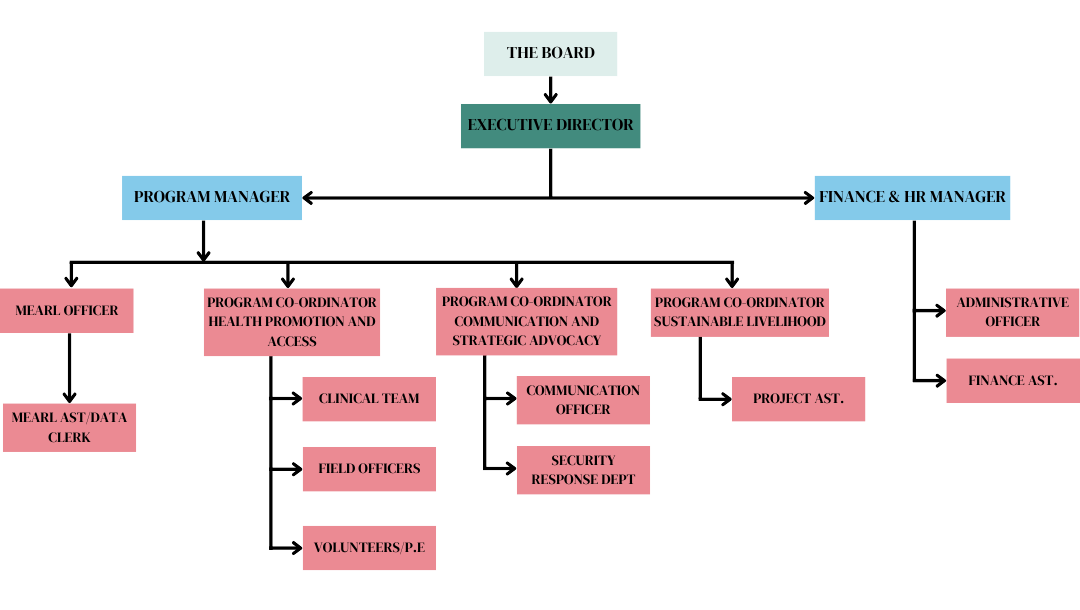 THE BOARD
EXECUTIVE DIRECTOR
PROGRAM MANAGER
FINANCE & HR MANAGER
MEARL OFFICER
PROGRAM CO-ORDINATOR
HEALTH PROMOTION AND
ACCESS
PROGRAM CO-ORDINATOR
COMMUNICATION AND
STRATEGIC ADVOCACY
PROGRAM CO-ORDINATOR
SUSTAINABLE LIVELIHOOD
ADMINISTRATIVE
OFFICER
FINANCE AST.
MEARL AST/DATA
CLERK
CLINICAL TEAM
FIELD OFFICERS
VOLUNTEERS/P.E
COMMUNICATION
OFFICER
SECURITY
RESPONSE DEPT
PROJECT AST.